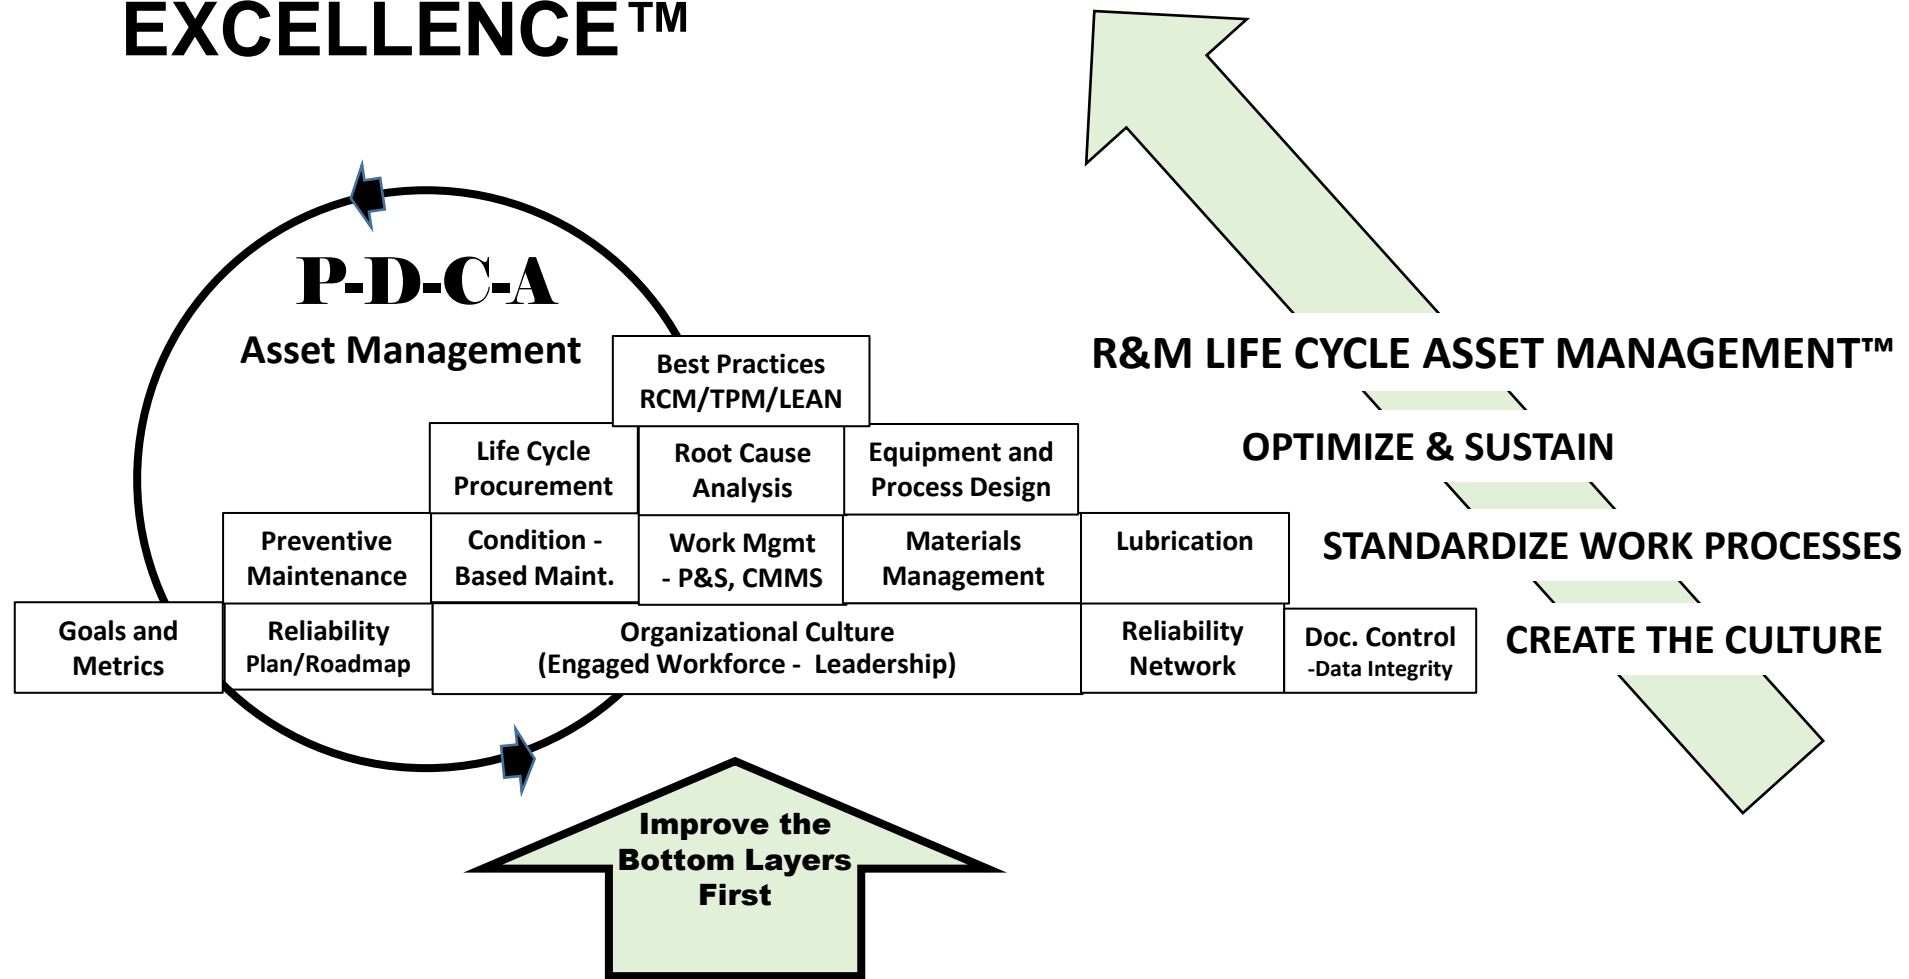 EXCELLENCE™
P-D-C-A
Asset Management
Best Practices
RCM/TPM/LEAN
R&M LIFE CYCLE ASSET MANAGEMENT™
Life Cycle
Procurement
Root Cause
Analysis
Equipment and
Process Design
OPTIMIZE & SUSTAIN
Preventive
Maintenance
Condition -
Based Maint.
Work Mgmt
- P&S, CMMS
Materials
Management
Lubrication
STANDARDIZE WORK PROCESSES
Goals and
Metrics
Reliability
Plan/Roadmap
Organizational Culture
(Engaged Workforce - Leadership)
Reliability
Network
Doc. Control
-Data Integrity
CREATE THE CULTURE
Improve the
Bottom Layers
First